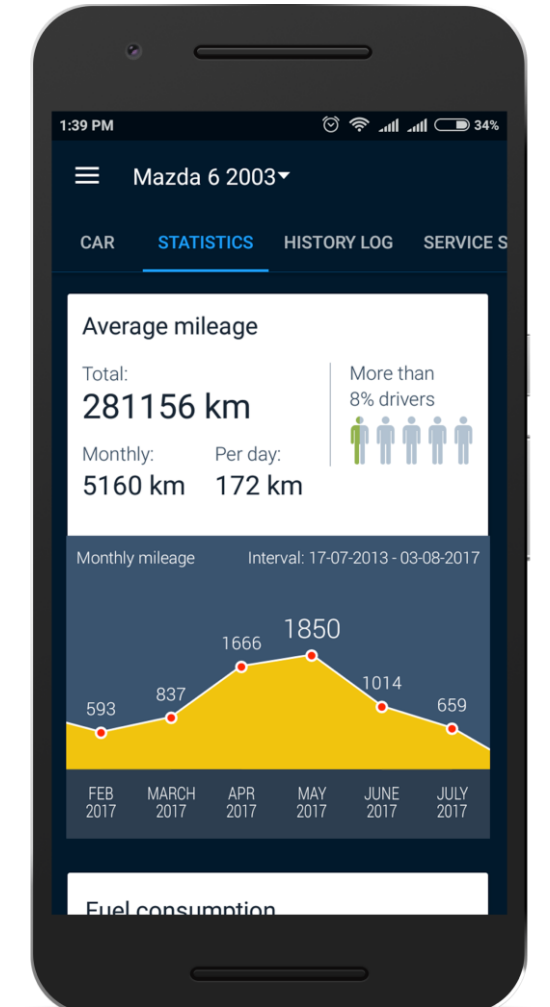 1:39 PM 34%
Mazda 6 2003
CAR STATISTICS HISTORY LOG SERVICE S
Average mileage
Total:
281156 km
More than
8% drivers
Monthly: Per day:
5160 km 172 km
Monthly mileage Interval: 17-07-2013 - 03-08-2017
593 837 1666 1850 1014 659
FEB MARCH APR MAY JUNE JULY
2017 2017 2017 2017 2017 2017
Fuel consumption